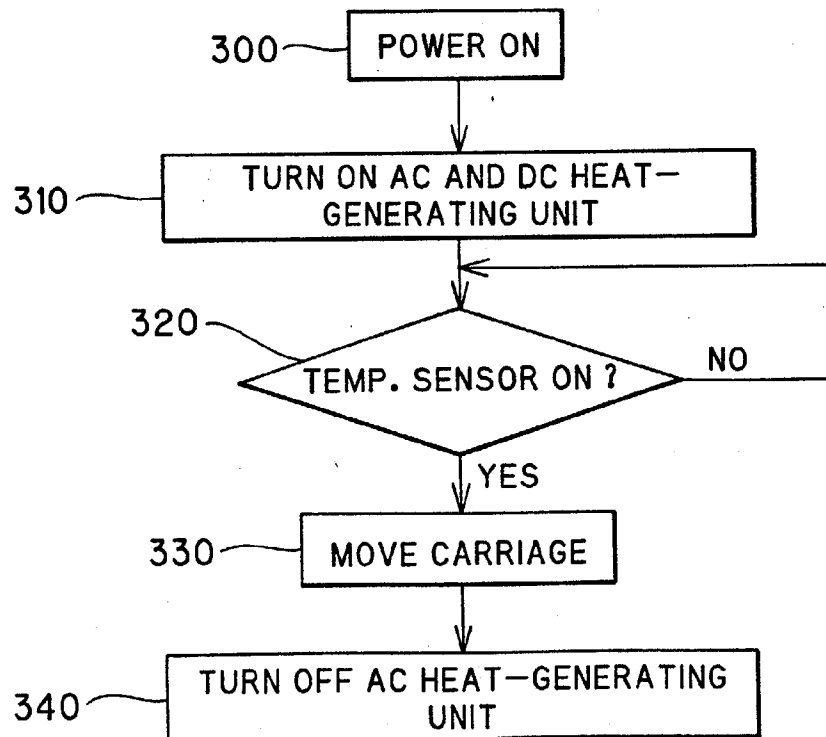 300
POWER ON
310
TURN ON AC AND DC HEAT-
GENERATING UNIT
320
TEMP. SENSOR ON ?
NO
YES
330
MOVE CARRIAGE
340
TURN OFF AC HEAT-GENERATING
UNIT